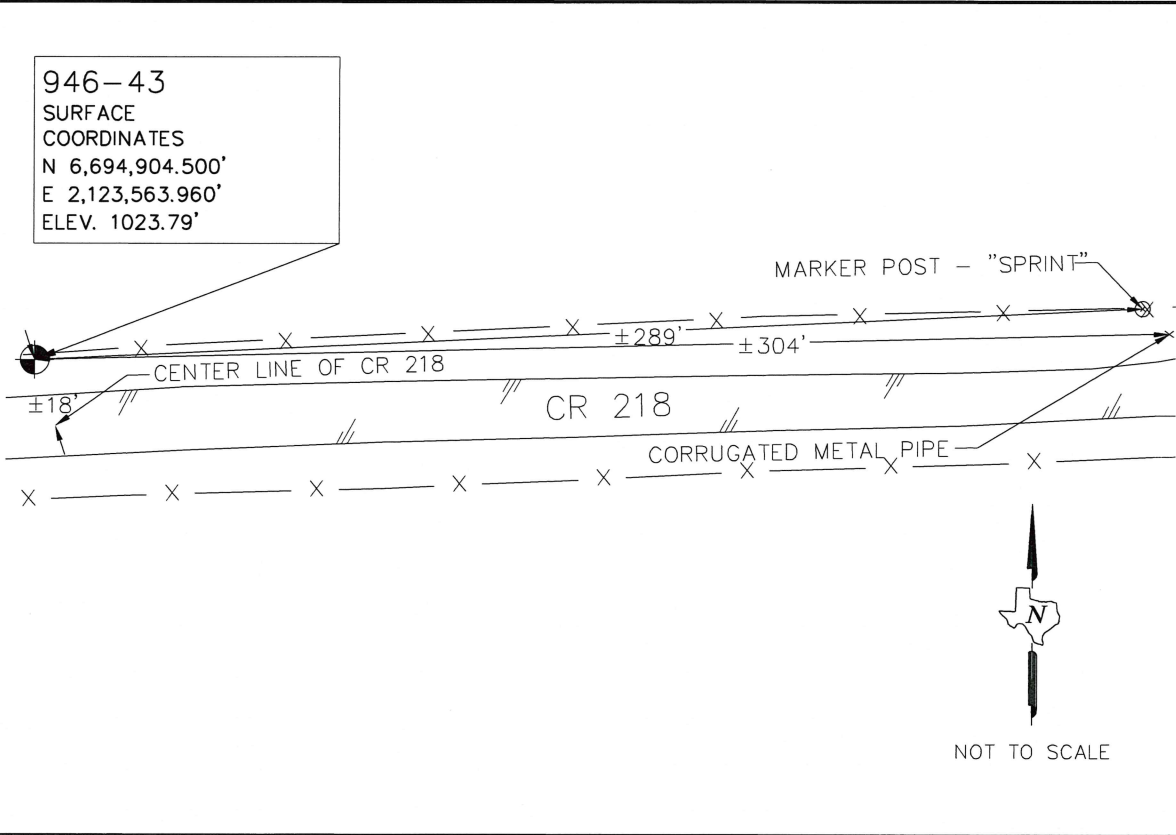 946-43
SURFACE
COORDINATES
N 6,694,904.500'
E 2,123,563.960'
ELEV. 1023.79'
MARKER POST - "SPRINT"
±289'
±304'
CENTER LINE OF CR 218
±18'
CR 218
CORRUGATED METAL PIPE
N
NOT TO SCALE